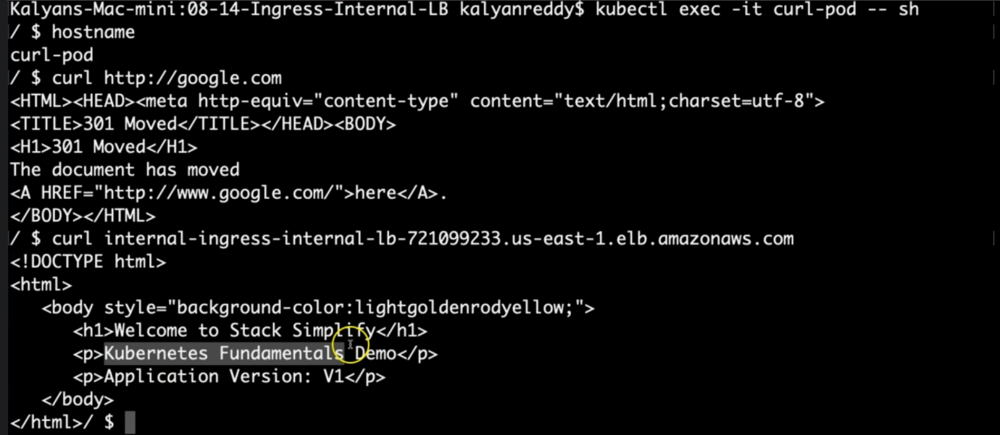 Kalyans-Mac-mini:08-14-Ingress-Internal-LB kalyanreddy$ kubectl exec -it curl-pod -- sh
/ $ hostname
curl-pod
/ $ curl http://google.com
<HTML><HEAD><meta http-equiv="content-type" content="text/html;charset=utf-8">
<TITLE>301 Moved</TITLE></HEAD><BODY>
<H1>301 Moved</H1>
The document has moved
<A HREF="http://www.google.com/">here</A>.
</BODY></HTML>
/ $ curl internal-ingress-internal-lb-721099233.us-east-1.elb.amazonaws.com
<!DOCTYPE html>
<html>
   <body style="background-color:lightgoldenrodyellow;">
      <h1>Welcome to Stack Simplify</h1>
      <p>Kubernetes Fundamentals Demo</p>
      <p>Application Version: V1</p>
   </body>
</html>/ $